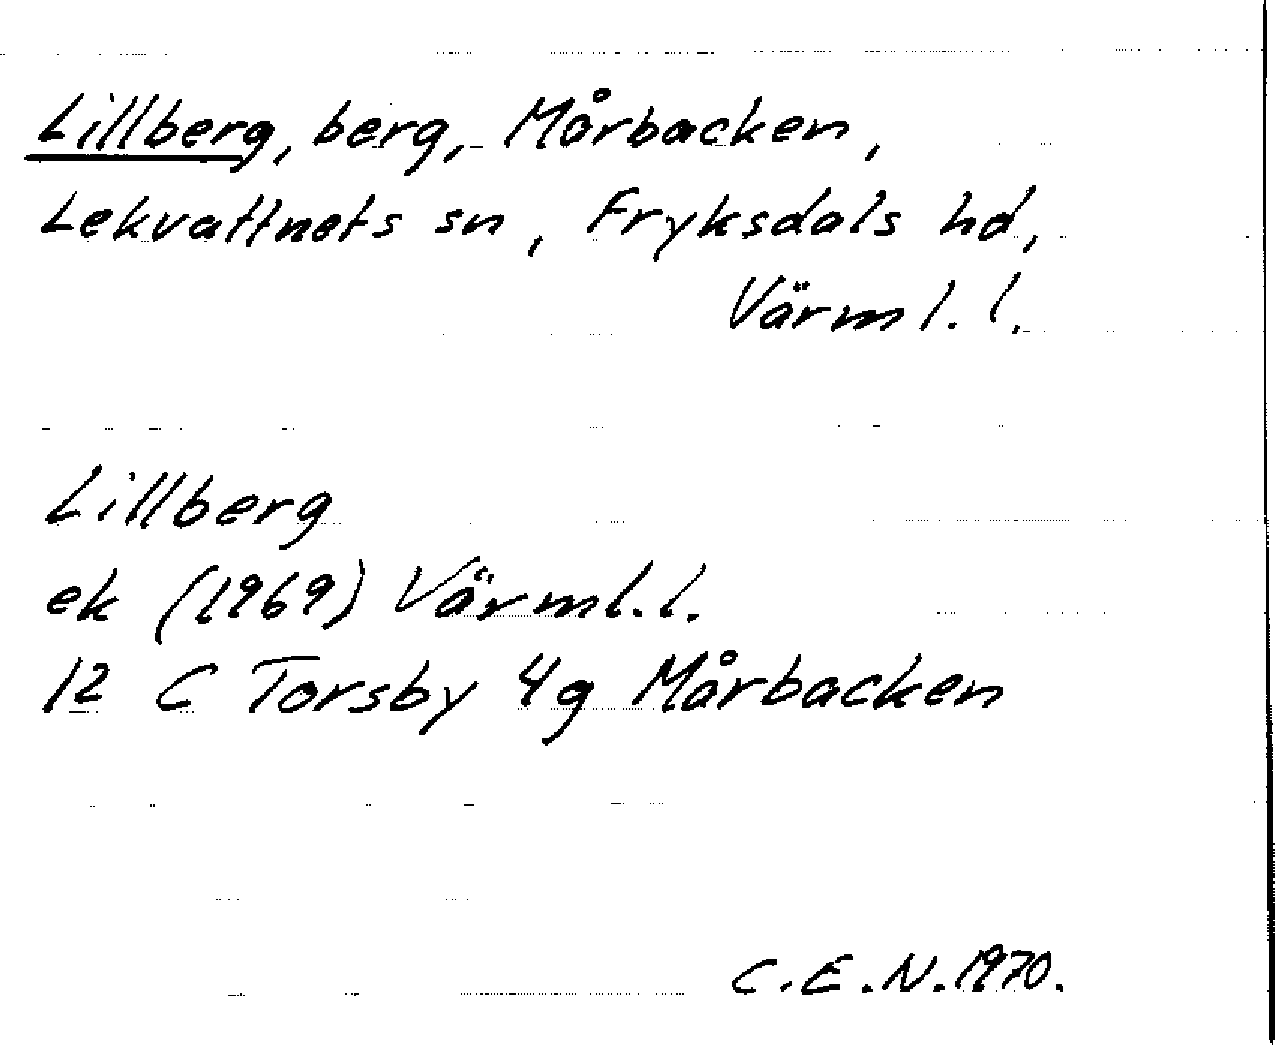 Lillberg, berg, Mårbacken,
Lekvattnets sn, Fryksdals hd,
Värml. l.
Lillberg
ek (1969) Värml. l.
12 C Torsby 4g Mårbacken
C.E.N. 1970.